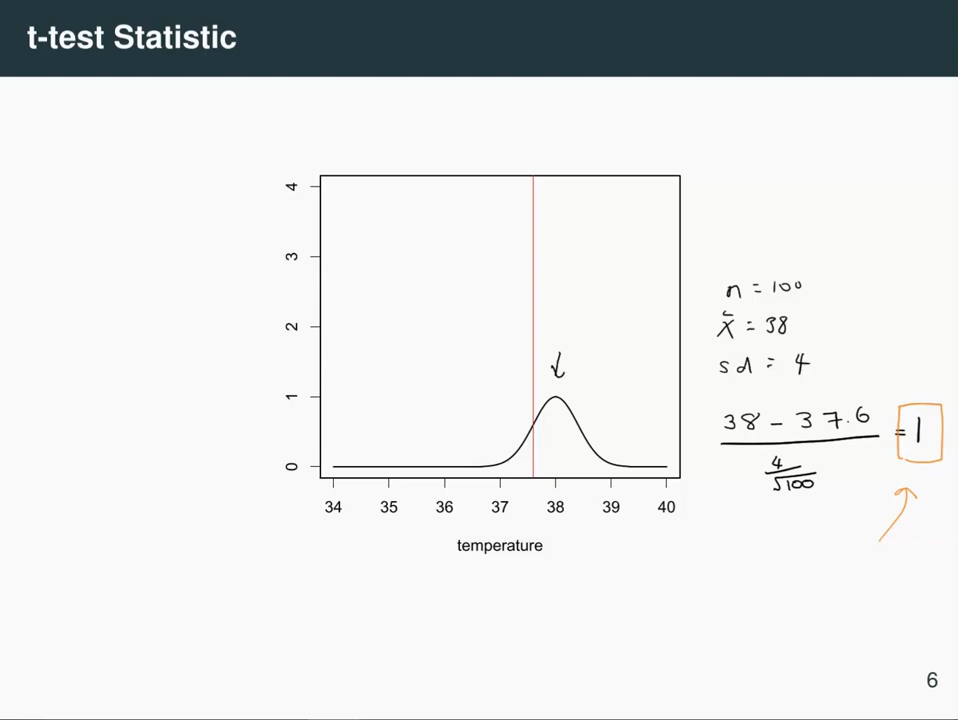 t-test Statistic
4
3
2
1
0
34 35 36 37 38 39 40
temperature
n = 100
x̄ = 38
sd = 4
38 - 37.6
4
√100
= 1
6